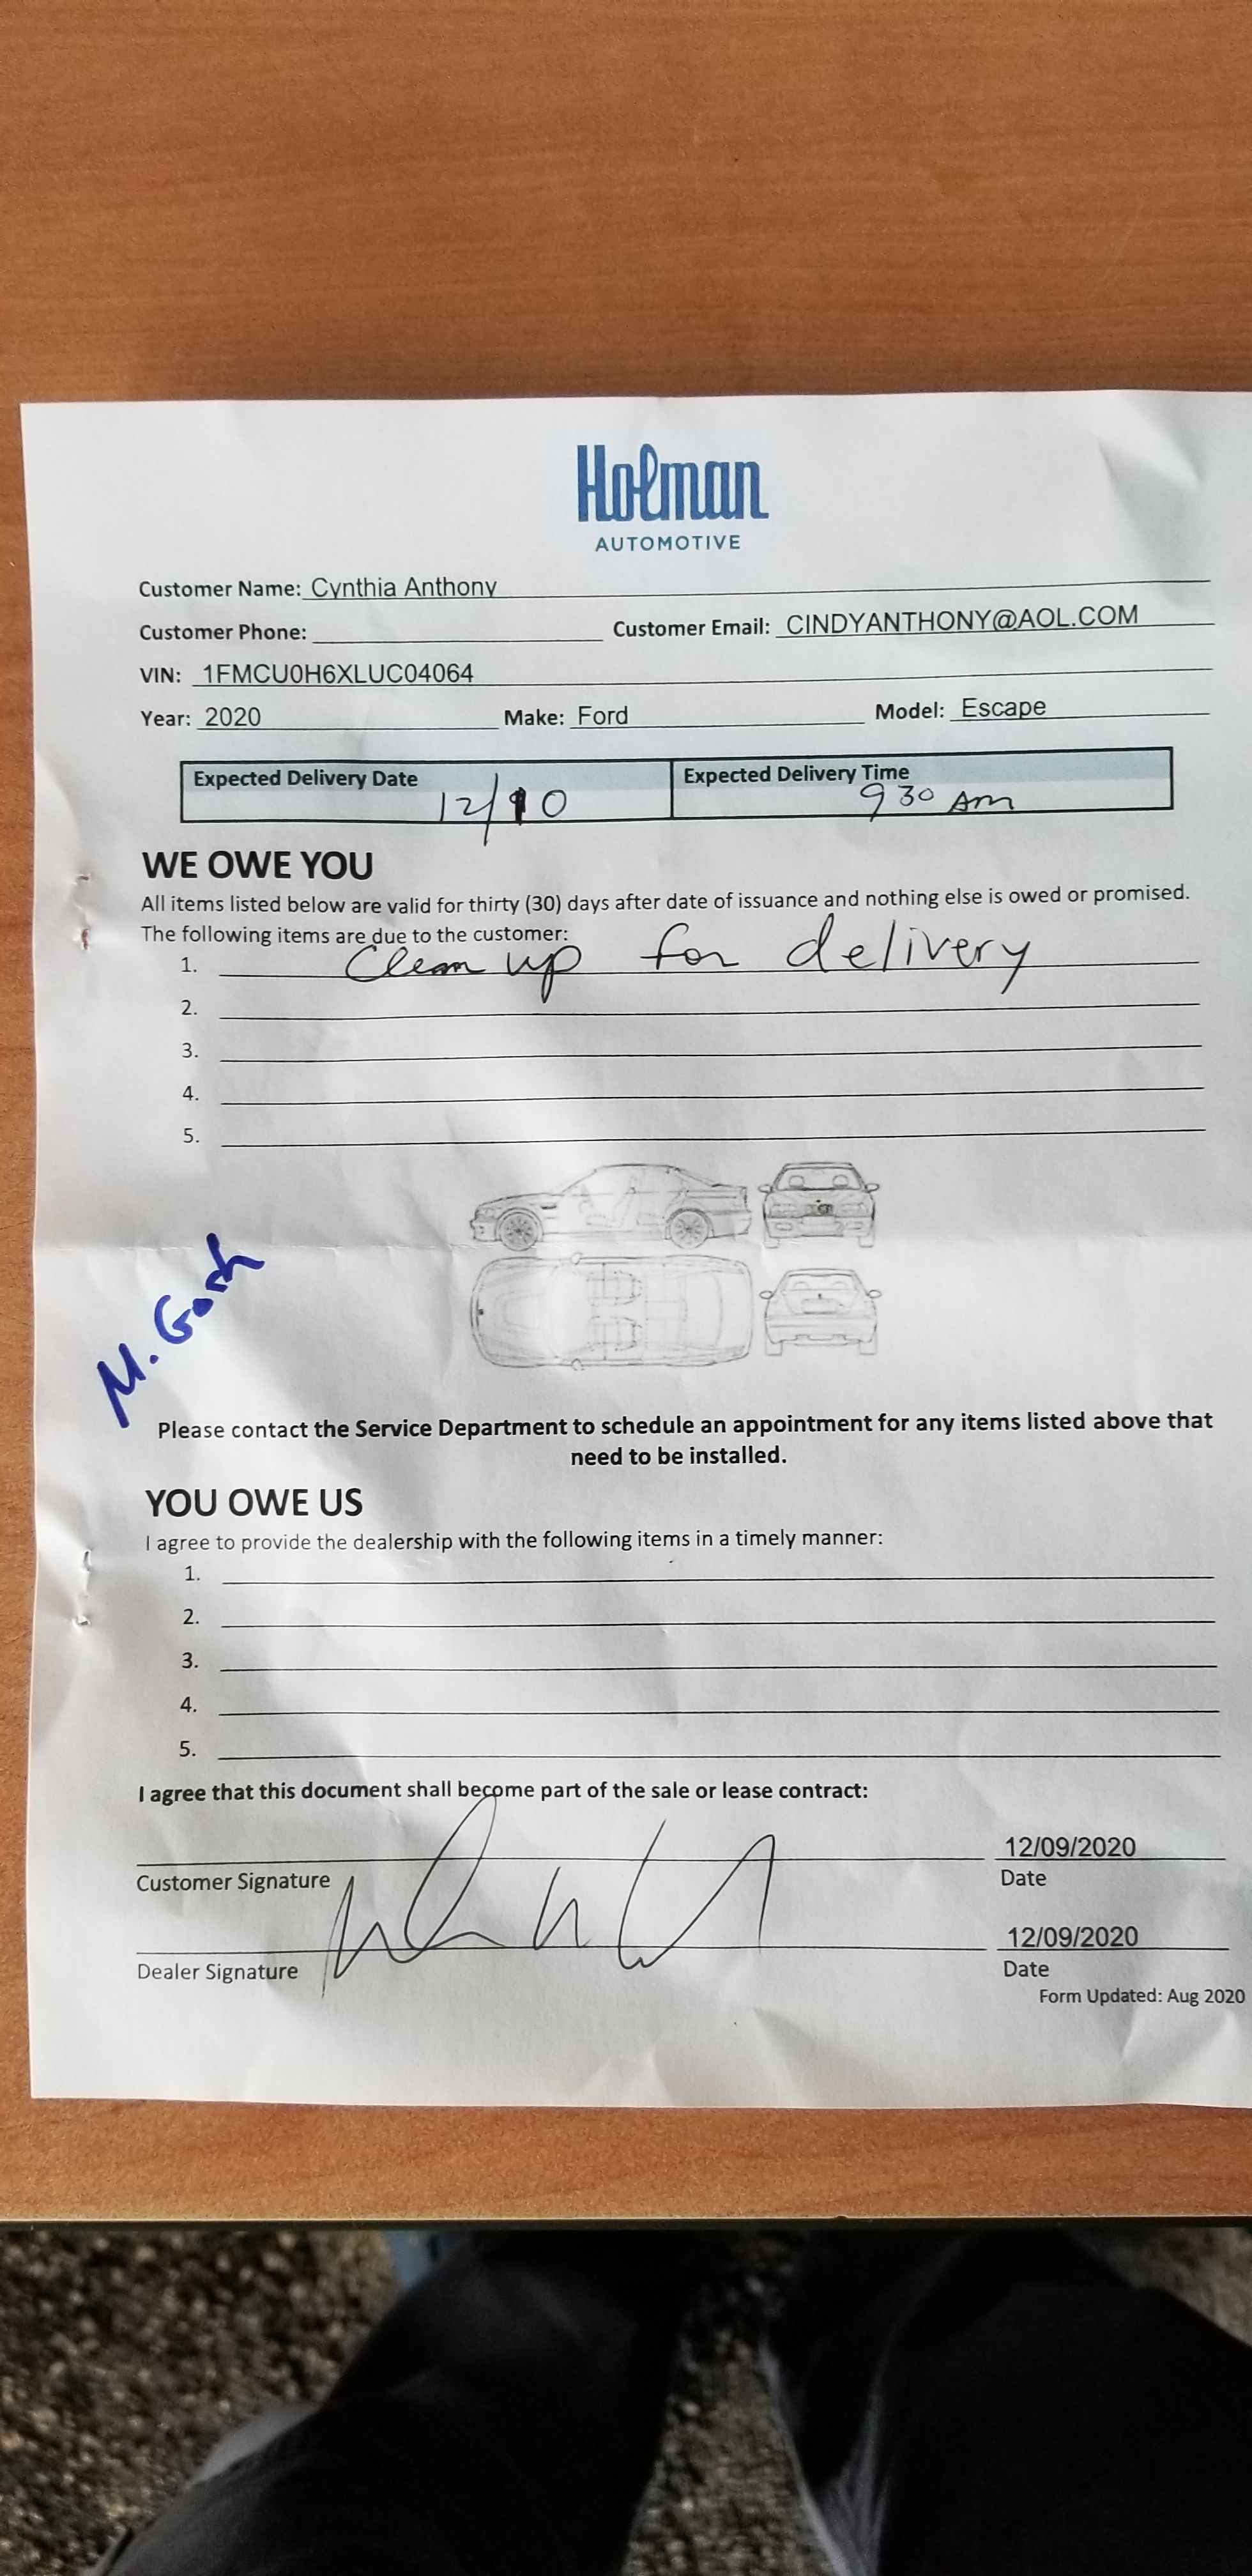 Holman
AUTOMOTIVE
Customer Name: Cynthia Anthony
Customer Phone: Customer Email: CINDYANTHONY@AOL.COM
VIN: 1FMCU0H6XLUC04064
Year: 2020 Make: Ford Model: Escape
Expected Delivery Date Expected Delivery Time
12/10 9 30 Am
WE OWE YOU
All items listed below are valid for thirty (30) days after date of issuance and nothing else is owed or promised.
The following items are due to the customer:
1. Clean up for delivery
2.
3.
4.
5.
M.
Please contact the Service Department to schedule an appointment for any items listed above that
need to be installed.
YOU OWE US
I agree to provide the dealership with the following items in a timely manner:
1.
2.
3.
4.
5.
I agree that this document shall become part of the sale or lease contract:
12/09/2020
Customer Signature Date
12/09/2020
Dealer Signature Date
Form Updated: Aug 2020